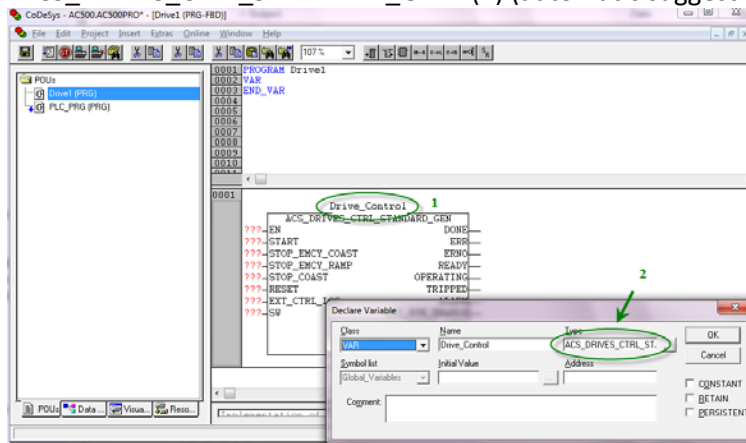 CoDeSys - AC500.AC500PRO* - [Drive1 (PRG-FBD)]
File Edit Project Insert Extras Online Window Help
107 %
POUs
Drive1 (PRG)
PLC_PRG (PRG)
0001 PROGRAM Drive1
0002 VAR
0003 END_VAR
0004
0005
0006
0007
0008
0009
0010
0001
Drive_Control 1
ACS_DRIVES_CTRL_STANDARD_GEN
???-EN DONE
???-START ERR
???-STOP_EMCY_COAST ERNO
???-STOP_EMCY_RAMP READY
???-STOP_COAST OPERATING
???-RESET TRIPPED
???-SW
2
Declare Variable
Class Name Type
VAR Drive_Control ACS_DRIVES_CTRL_ST. ...
OK
Symbol list Initial Value Address
Cancel
Global_Variables ...
Comment:
CONSTANT
RETAIN
PERSISTENT
POUs Data ... Visua... Reso...